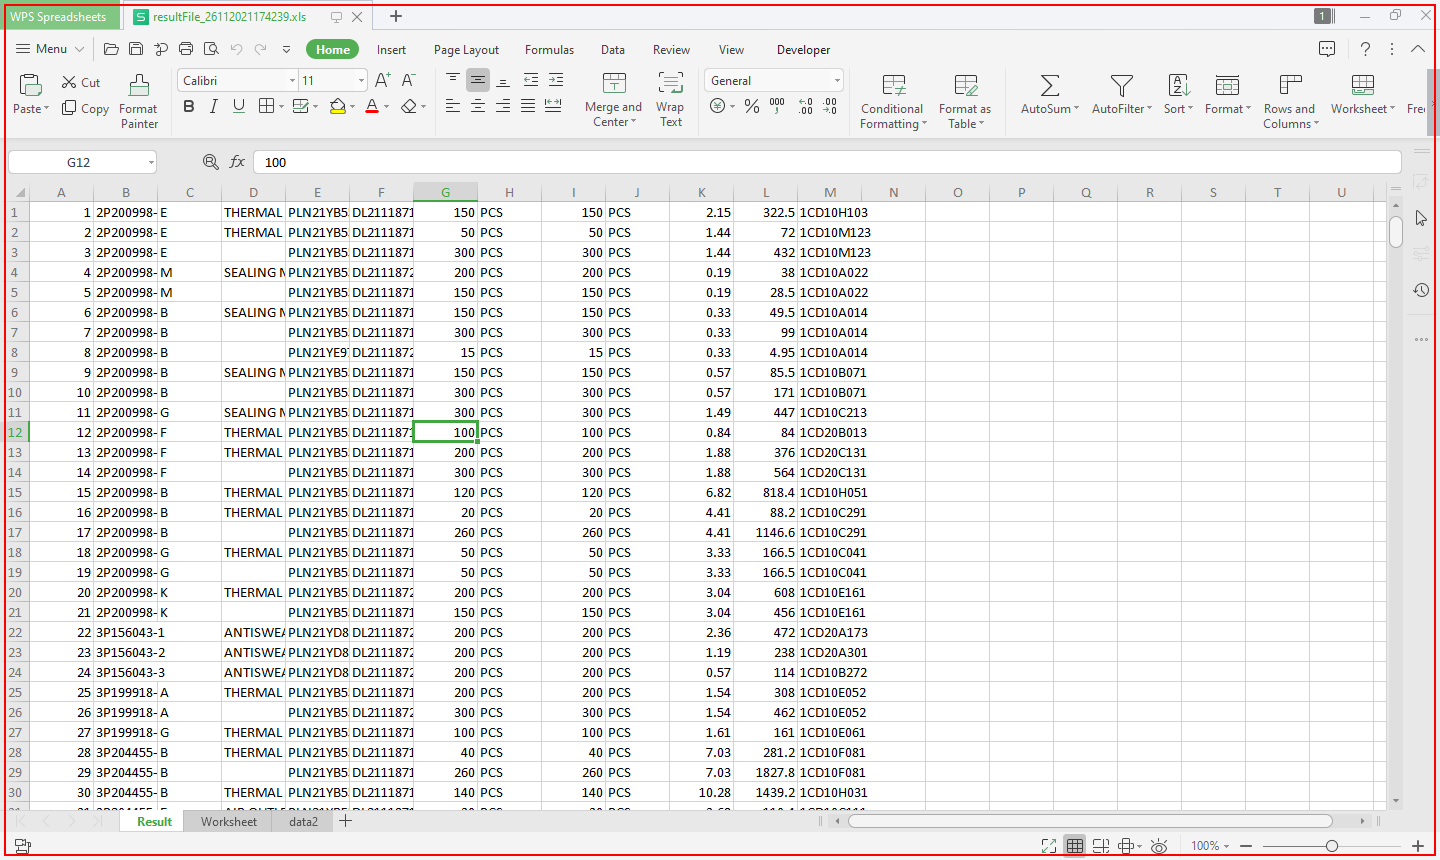 WPS Spreadsheets resultFile_26112021174239.xls 1
Menu Home Insert Page Layout Formulas Data Review View Developer
Cut Calibri 11 General
Paste Copy Format Painter Merge and Center Wrap Text Conditional Formatting Format as Table AutoSum AutoFilter Sort Format Rows and Columns Worksheet
G12 fx 100
A B C D E F G H I J K L M N O P Q R S T U
1 1 2P200998- E THERMAL PLN21YB5 DL2111871 150 PCS 150 PCS 2.15 322.5 1CD10H103
2 2 2P200998- E THERMAL PLN21YB5 DL2111871 50 PCS 50 PCS 1.44 72 1CD10M123
3 3 2P200998- E PLN21YB5 DL2111871 300 PCS 300 PCS 1.44 432 1CD10M123
4 4 2P200998- M SEALING M PLN21YB5 DL2111872 200 PCS 200 PCS 0.19 38 1CD10A022
5 5 2P200998- M PLN21YB5 DL2111871 150 PCS 150 PCS 0.19 28.5 1CD10A022
6 6 2P200998- B SEALING M PLN21YB5 DL2111871 150 PCS 150 PCS 0.33 49.5 1CD10A014
7 7 2P200998- B PLN21YB5 DL2111871 300 PCS 300 PCS 0.33 99 1CD10A014
8 8 2P200998- B PLN21YE97 DL2111872 15 PCS 15 PCS 0.33 4.95 1CD10A014
9 9 2P200998- B SEALING M PLN21YB5 DL2111871 150 PCS 150 PCS 0.57 85.5 1CD10B071
10 10 2P200998- B PLN21YB5 DL2111871 300 PCS 300 PCS 0.57 171 1CD10B071
11 11 2P200998- G SEALING M PLN21YB5 DL2111871 300 PCS 300 PCS 1.49 447 1CD10C213
12 12 2P200998- F THERMAL PLN21YB5 DL2111871 100 PCS 100 PCS 0.84 84 1CD20B013
13 13 2P200998- F THERMAL PLN21YB5 DL2111871 200 PCS 200 PCS 1.88 376 1CD20C131
14 14 2P200998- F PLN21YB5 DL2111871 300 PCS 300 PCS 1.88 564 1CD20C131
15 15 2P200998- B THERMAL PLN21YB5 DL2111871 120 PCS 120 PCS 6.82 818.4 1CD10H051
16 16 2P200998- B THERMAL PLN21YB5 DL2111871 20 PCS 20 PCS 4.41 88.2 1CD10C291
17 17 2P200998- B PLN21YB5 DL2111871 260 PCS 260 PCS 4.41 1146.6 1CD10C291
18 18 2P200998- G THERMAL PLN21YB5 DL2111871 50 PCS 50 PCS 3.33 166.5 1CD10C041
19 19 2P200998- G PLN21YB5 DL2111871 50 PCS 50 PCS 3.33 166.5 1CD10C041
20 20 2P200998- K THERMAL PLN21YB5 DL2111872 200 PCS 200 PCS 3.04 608 1CD10E161
21 21 2P200998- K PLN21YB5 DL2111871 150 PCS 150 PCS 3.04 456 1CD10E161
22 22 3P156043-1 ANTISWEA PLN21YD8 DL2111872 200 PCS 200 PCS 2.36 472 1CD20A173
23 23 3P156043-2 ANTISWEA PLN21YD8 DL2111872 200 PCS 200 PCS 1.19 238 1CD20A301
24 24 3P156043-3 ANTISWEA PLN21YD8 DL2111872 200 PCS 200 PCS 0.57 114 1CD10B272
25 25 3P199918- A THERMAL PLN21YB5 DL2111871 200 PCS 200 PCS 1.54 308 1CD10E052
26 26 3P199918- A PLN21YB5 DL2111872 300 PCS 300 PCS 1.54 462 1CD10E052
27 27 3P199918- G THERMAL PLN21YB5 DL2111871 100 PCS 100 PCS 1.61 161 1CD10E061
28 28 3P204455- B THERMAL PLN21YB5 DL2111871 40 PCS 40 PCS 7.03 281.2 1CD10F081
29 29 3P204455- B PLN21YB5 DL2111871 260 PCS 260 PCS 7.03 1827.8 1CD10F081
30 30 3P204455- B THERMAL PLN21YB5 DL2111871 140 PCS 140 PCS 10.28 1439.2 1CD10H031
Result Worksheet data2
100%